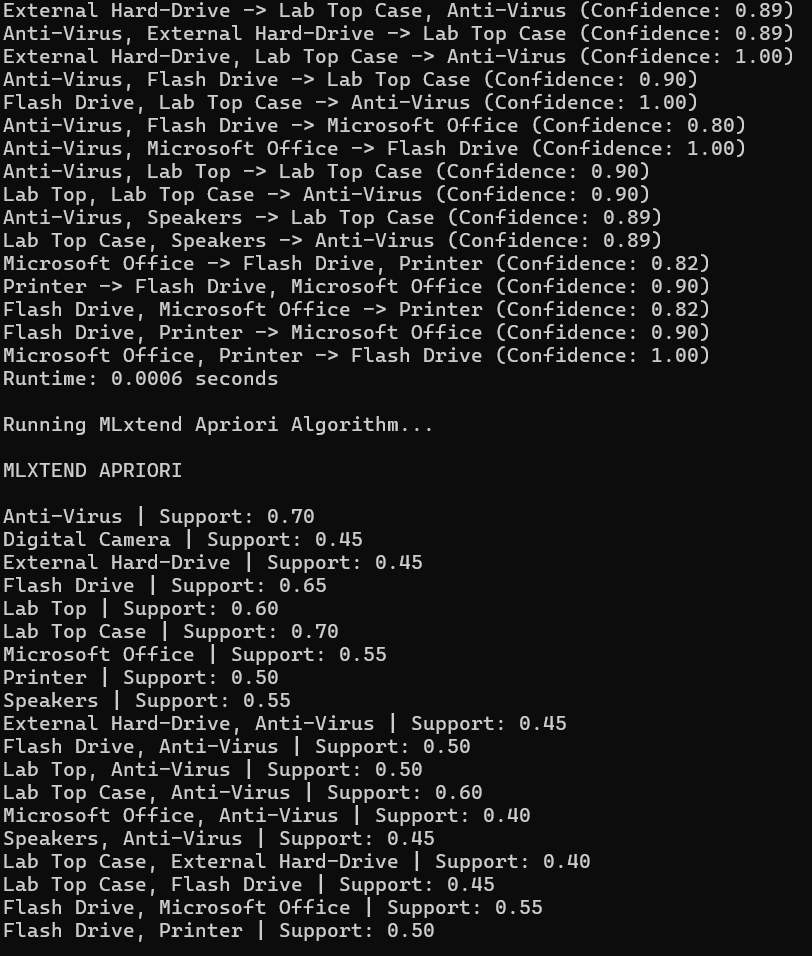 External Hard-Drive -> Lab Top Case, Anti-Virus (Confidence: 0.89)
Anti-Virus, External Hard-Drive -> Lab Top Case (Confidence: 0.89)
External Hard-Drive, Lab Top Case -> Anti-Virus (Confidence: 1.00)
Anti-Virus, Flash Drive -> Lab Top Case (Confidence: 0.90)
Flash Drive, Lab Top Case -> Anti-Virus (Confidence: 1.00)
Anti-Virus, Flash Drive -> Microsoft Office (Confidence: 0.80)
Anti-Virus, Microsoft Office -> Flash Drive (Confidence: 1.00)
Anti-Virus, Lab Top -> Lab Top Case (Confidence: 0.90)
Lab Top, Lab Top Case -> Anti-Virus (Confidence: 0.90)
Anti-Virus, Speakers -> Lab Top Case (Confidence: 0.89)
Lab Top Case, Speakers -> Anti-Virus (Confidence: 0.89)
Microsoft Office -> Flash Drive, Printer (Confidence: 0.82)
Printer -> Flash Drive, Microsoft Office (Confidence: 0.90)
Flash Drive, Microsoft Office -> Printer (Confidence: 0.82)
Flash Drive, Printer -> Microsoft Office (Confidence: 0.90)
Microsoft Office, Printer -> Flash Drive (Confidence: 1.00)
Runtime: 0.0006 seconds
Running MLxtend Apriori Algorithm...
MLXTEND APRIORI
Anti-Virus | Support: 0.70
Digital Camera | Support: 0.45
External Hard-Drive | Support: 0.45
Flash Drive | Support: 0.65
Lab Top | Support: 0.60
Lab Top Case | Support: 0.70
Microsoft Office | Support: 0.55
Printer | Support: 0.50
Speakers | Support: 0.55
External Hard-Drive, Anti-Virus | Support: 0.45
Flash Drive, Anti-Virus | Support: 0.50
Lab Top, Anti-Virus | Support: 0.50
Lab Top Case, Anti-Virus | Support: 0.60
Microsoft Office, Anti-Virus | Support: 0.40
Speakers, Anti-Virus | Support: 0.45
Lab Top Case, External Hard-Drive | Support: 0.40
Lab Top Case, Flash Drive | Support: 0.45
Flash Drive, Microsoft Office | Support: 0.55
Flash Drive, Printer | Support: 0.50